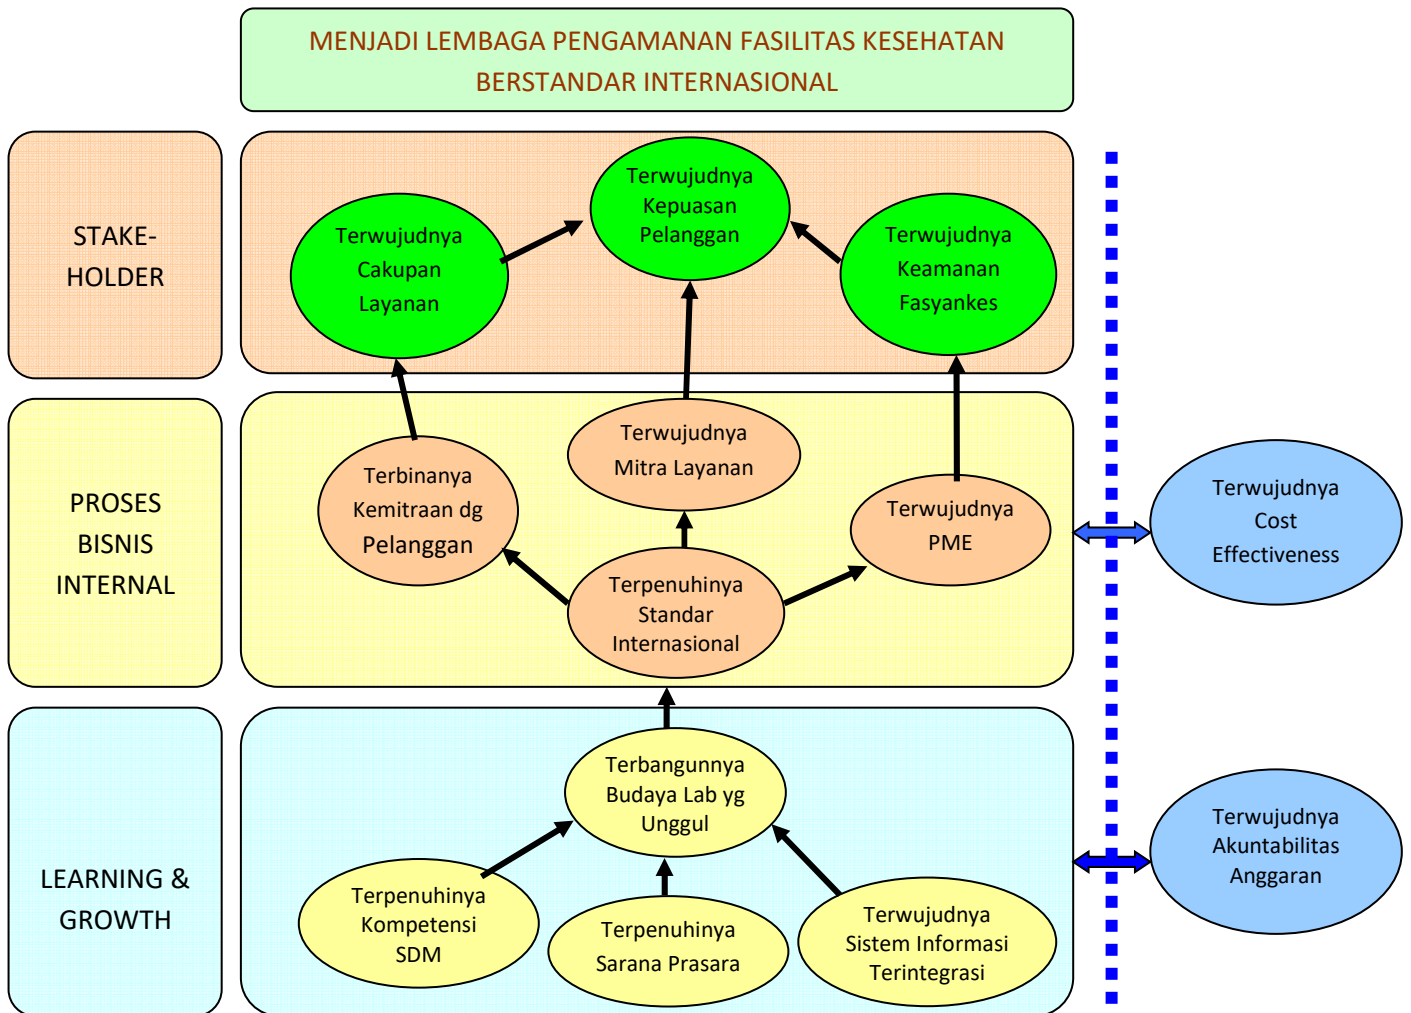 MENJADI LEMBAGA PENGAMANAN FASILITAS KESEHATAN
BERSTANDAR INTERNASIONAL
STAKE-
HOLDER
Terwujudnya
Cakupan
Layanan
Terwujudnya
Kepuasan
Pelanggan
Terwujudnya
Keamanan
Fasyankes
PROSES
BISNIS
INTERNAL
Terbinanya
Kemitraan dg
Pelanggan
Terwujudnya
Mitra Layanan
Terwujudnya
PME
Terpenuhinya
Standar
Internasional
Terwujudnya
Cost
Effectiveness
LEARNING &
GROWTH
Terbangunnya
Budaya Lab yg
Unggul
Terpenuhinya
Kompetensi
SDM
Terpenuhinya
Sarana Prasara
Terwujudnya
Sistem Informasi
Terintegrasi
Terwujudnya
Akuntabilitas
Anggaran